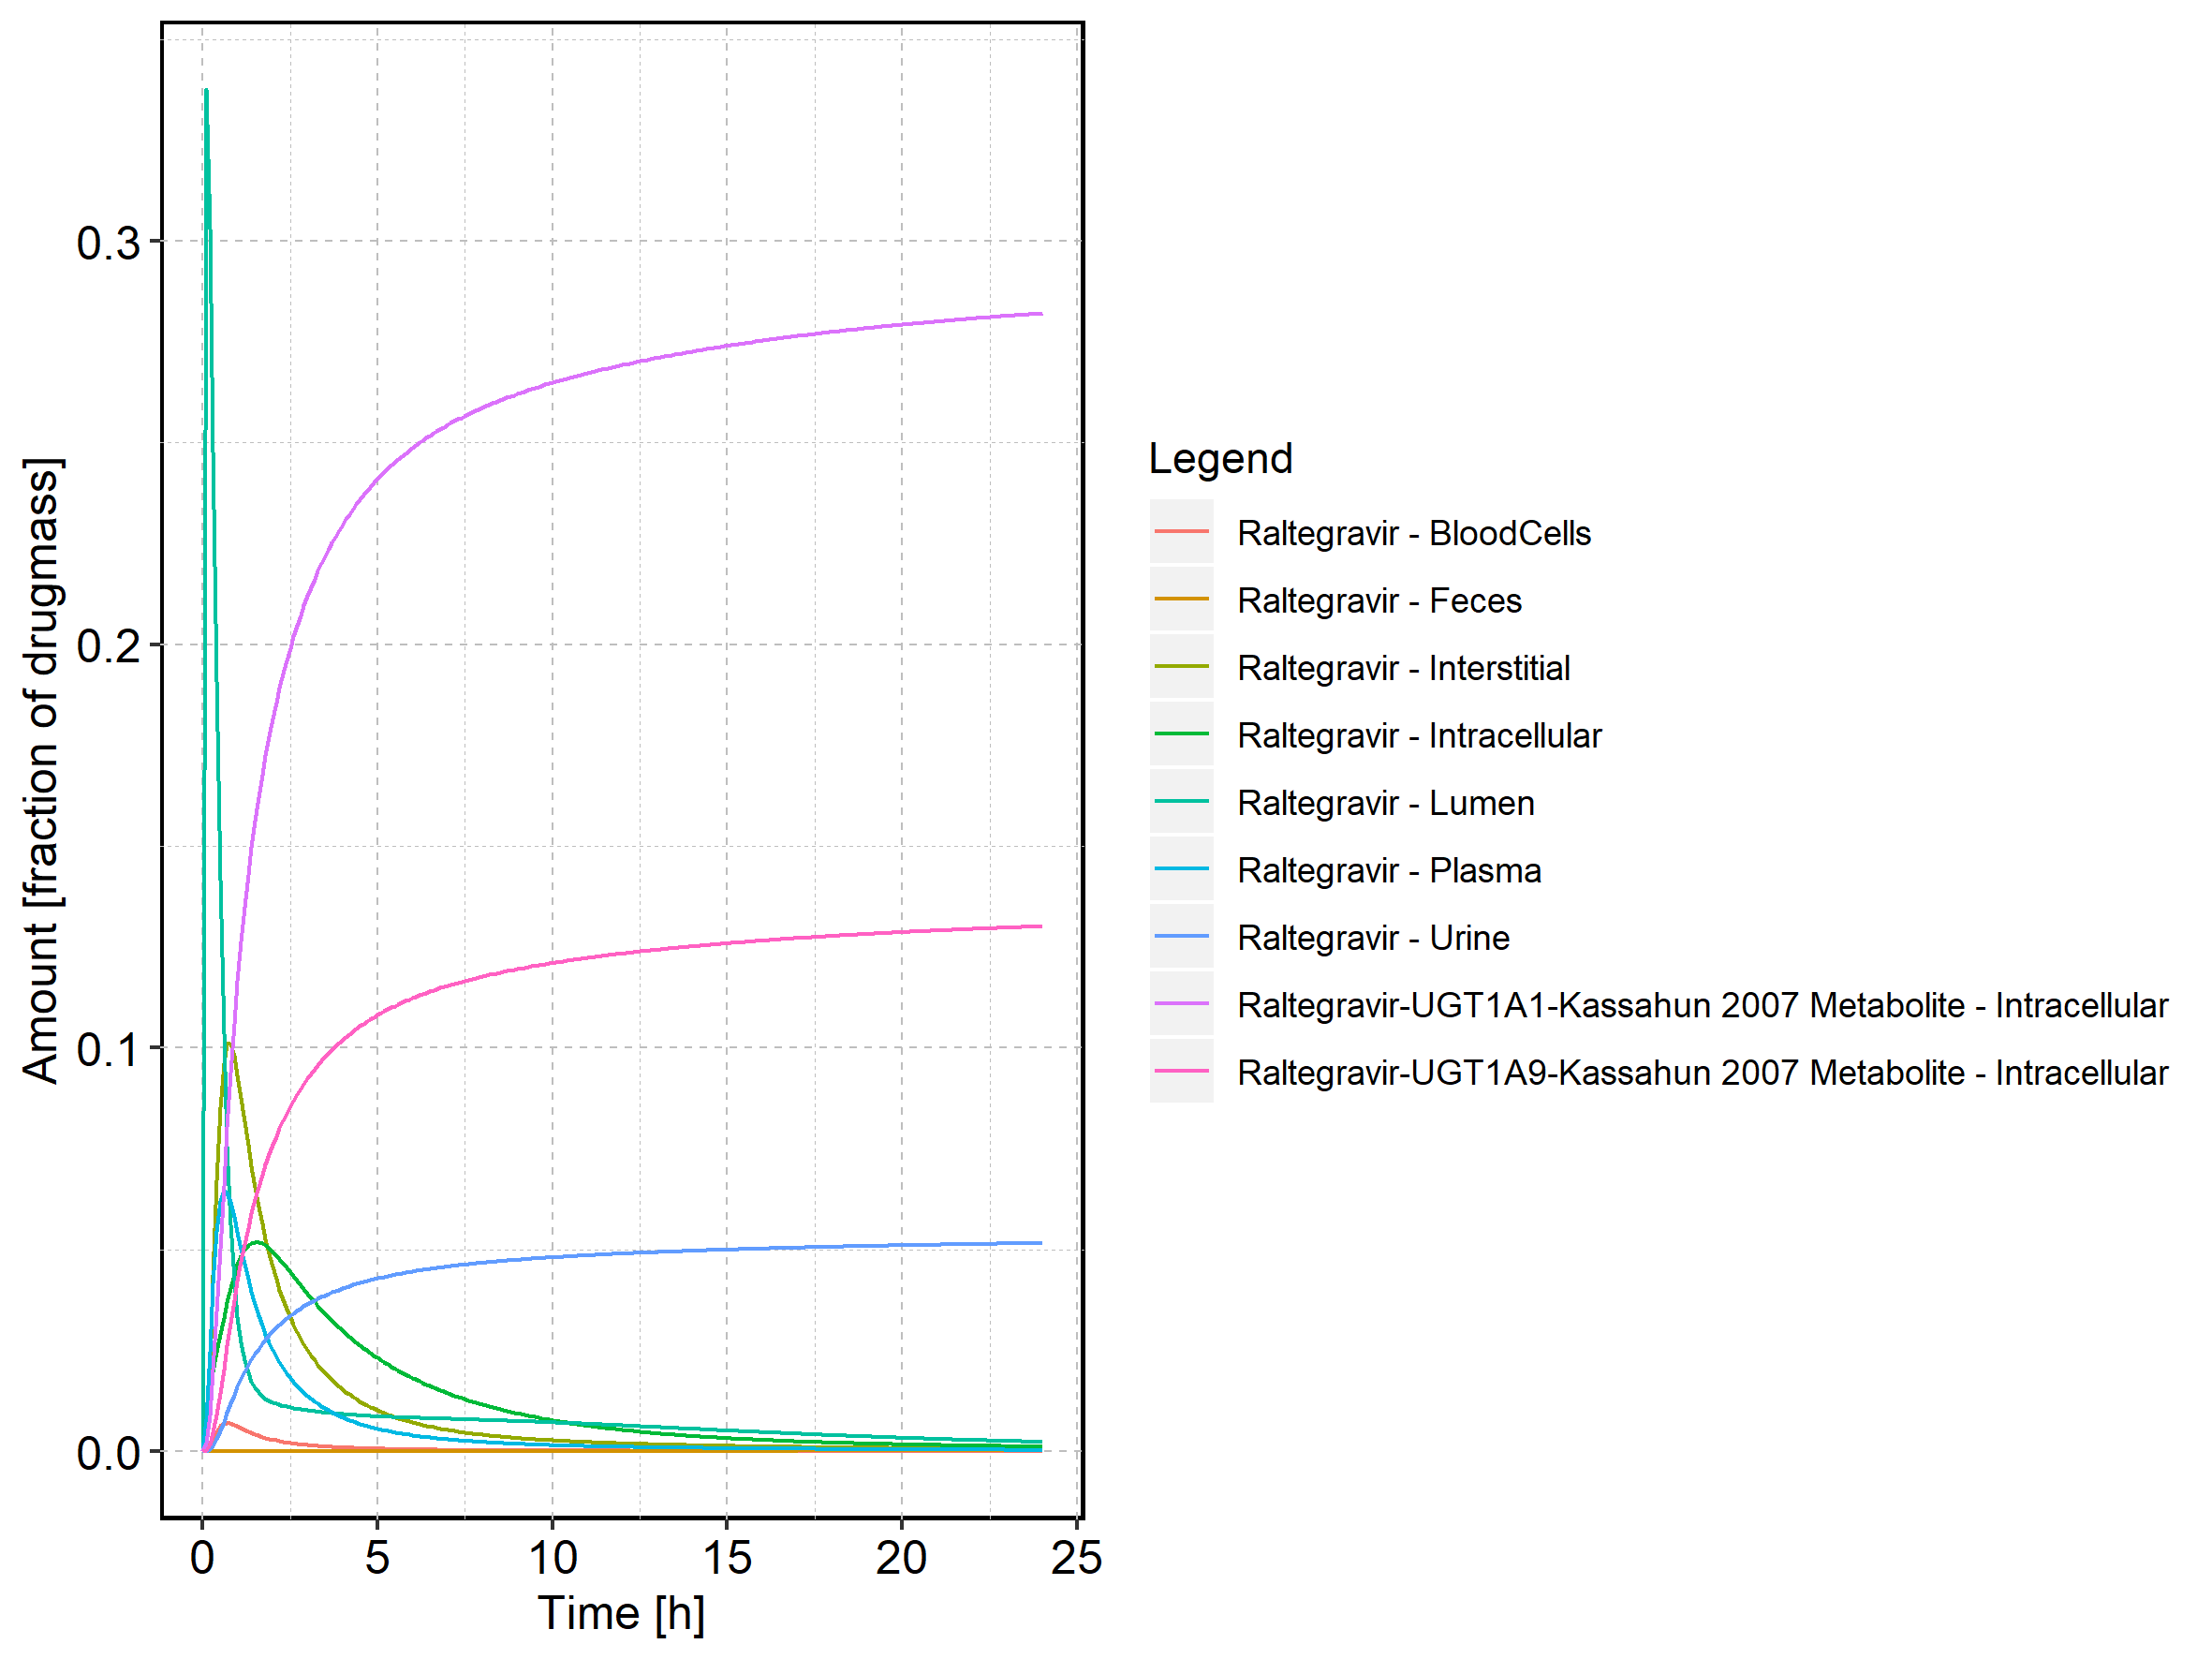 Amount [fraction of drugmass]
0.3
0.2
0.1
0.0
0 5 10 15 20 25
Time [h]
Legend
Raltegravir - BloodCells
Raltegravir - Feces
Raltegravir - Interstitial
Raltegravir - Intracellular
Raltegravir - Lumen
Raltegravir - Plasma
Raltegravir - Urine
Raltegravir-UGT1A1-Kassahun 2007 Metabolite - Intracellular
Raltegravir-UGT1A9-Kassahun 2007 Metabolite - Intracellular